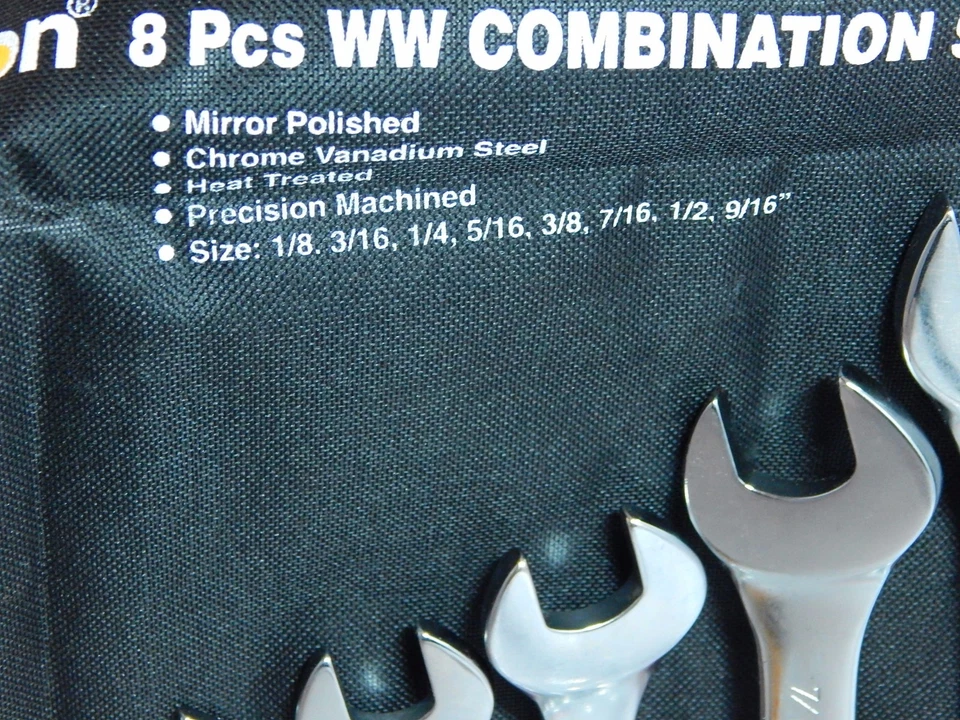 on® 8 Pcs WW COMBINATION S
● Mirror Polished
● Chrome Vanadium Steel
● Heat Treated
● Precision Machined
● Size: 1/8. 3/16, 1/4, 5/16, 3/8, 7/16. 1/2, 9/16”